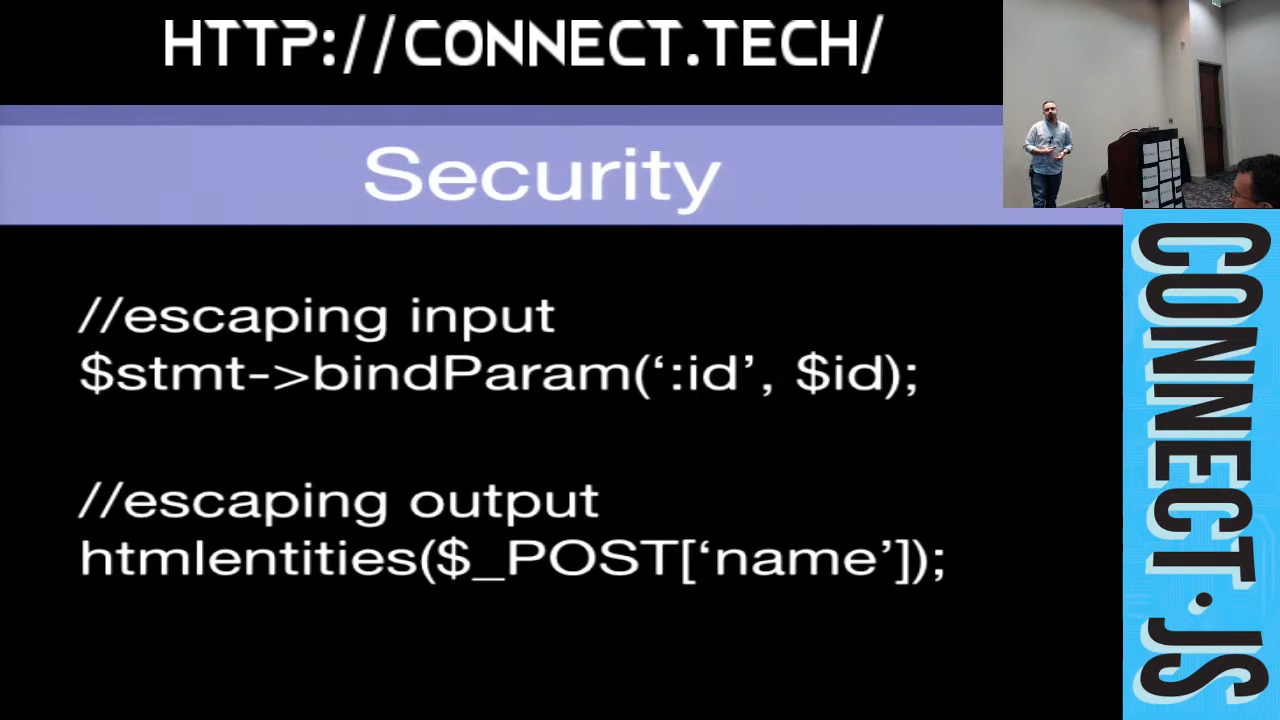 HTTP://CONNECT.TECH/
Security
//escaping input
$stmt->bindParam(‘:id’, $id);
//escaping output
htmlentities($_POST[‘name’]);
CONNECT.JS